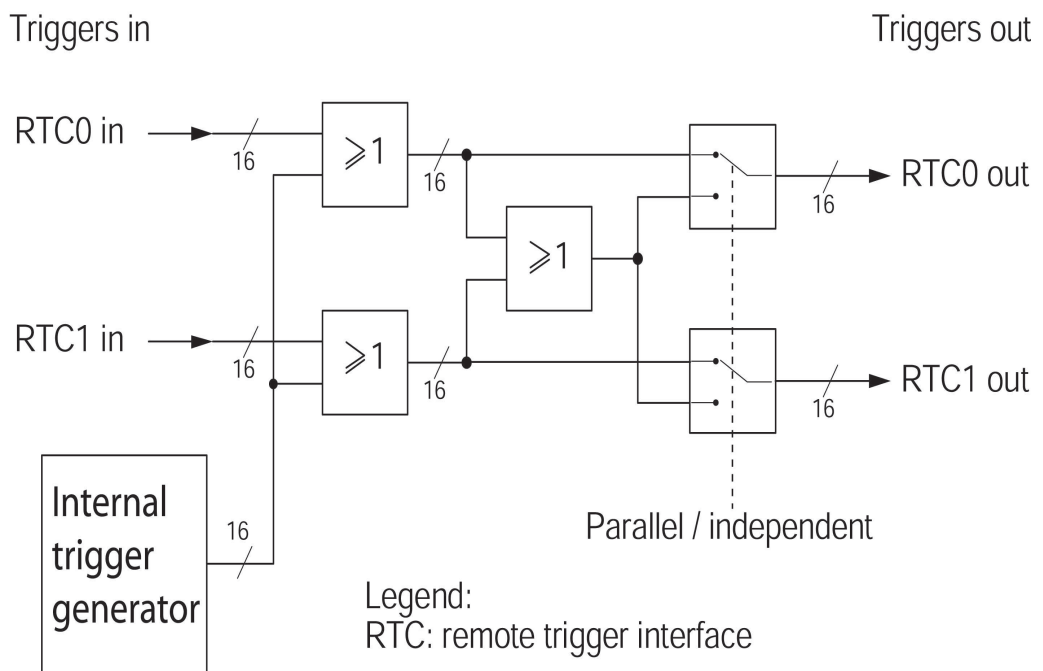 Triggers in
Triggers out
RTC0 in
16
≥1
16
16
RTC0 out
≥1
RTC1 in
16
≥1
16
16
RTC1 out
Internal
trigger
generator
16
Parallel / independent
Legend:
RTC: remote trigger interface